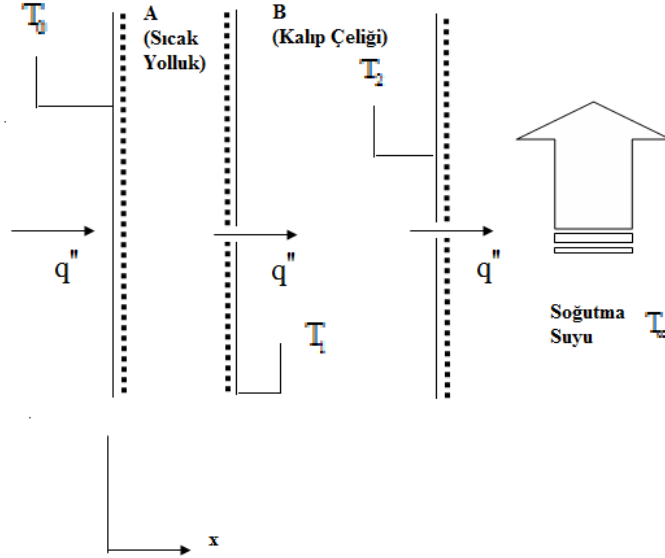 T₀
A
(Sıcak
Yolluk)
B
(Kalıp Çeliği)
T₂
q"
q"
q"
T₁
Soğutma
Suyu
T∞
x